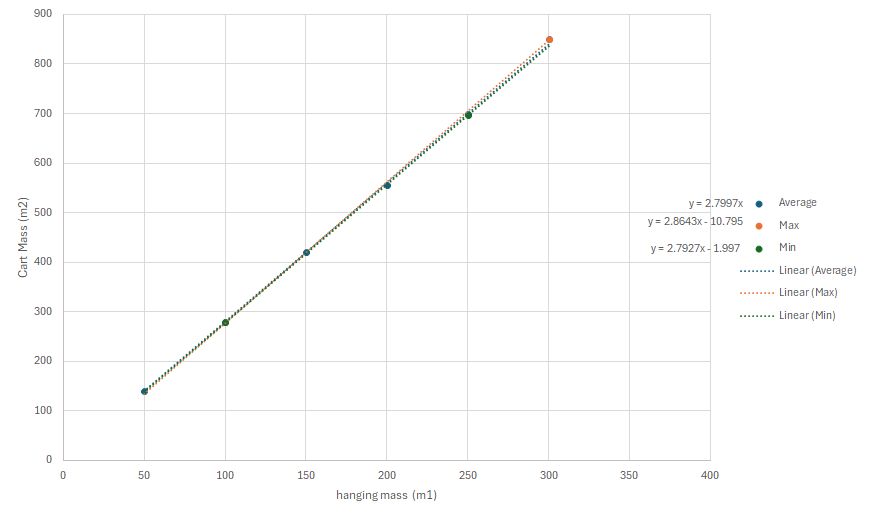 900
800
700
600
500
400
300
200
100
0
Cart Mass (m2)
0 50 100 150 200 250 300 350 400
hanging mass (m1)
y = 2.7997x
y = 2.8643x - 10.795
y = 2.7927x - 1.997
Average
Max
Min
Linear (Average)
Linear (Max)
Linear (Min)